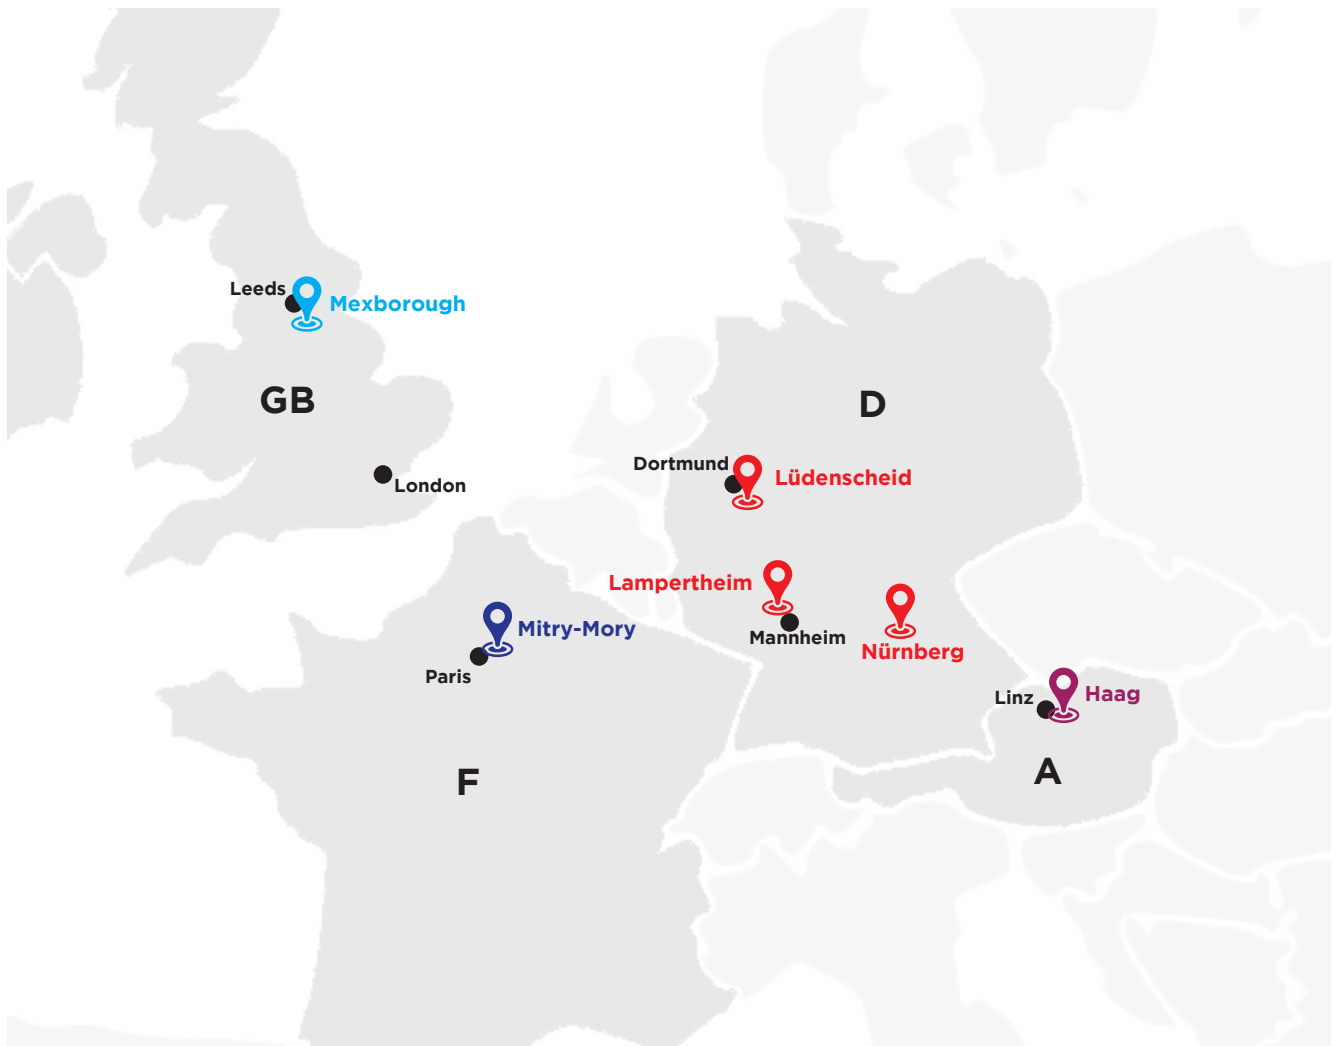 Leeds
Mexborough
GB
D
London
Dortmund
Lüdenscheid
Lampertheim
Mannheim
Nürnberg
Mitry-Mory
Paris
Linz
Haag
F
A